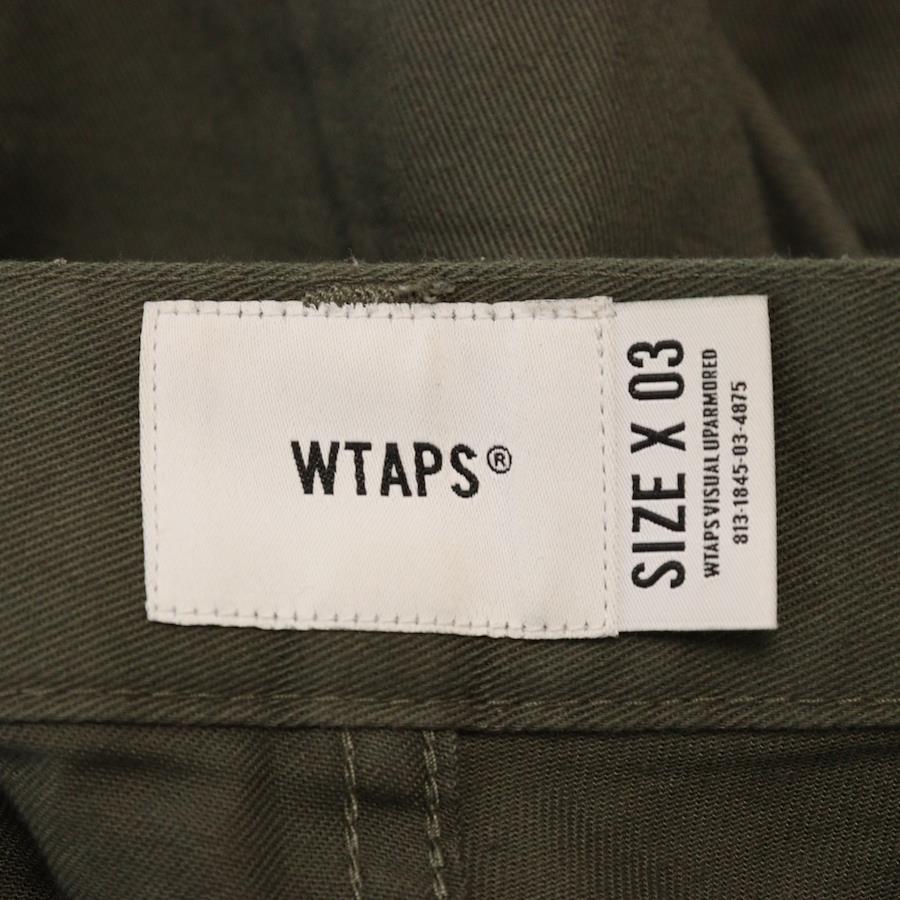 WTAPS®
SIZE X 03
WTAPS VISUAL UPARMORED
813-1845-03-4875